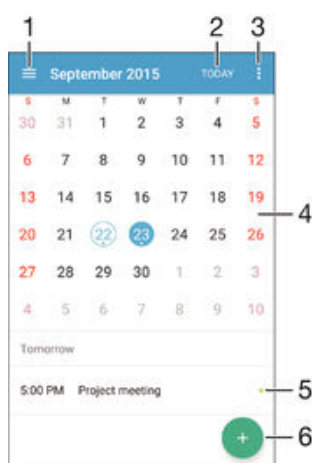 1 2 3
September 2015 TODAY
S M T W T F S
30 31 1 2 3 4 5
6 7 8 9 10 11 12
13 14 15 16 17 18 19
4
20 21 22 23 24 25 26
27 28 29 30 1 2 3
4 5 6 7 8 9 10
Tomorrow
5:00 PM Project meeting 5
+ 6